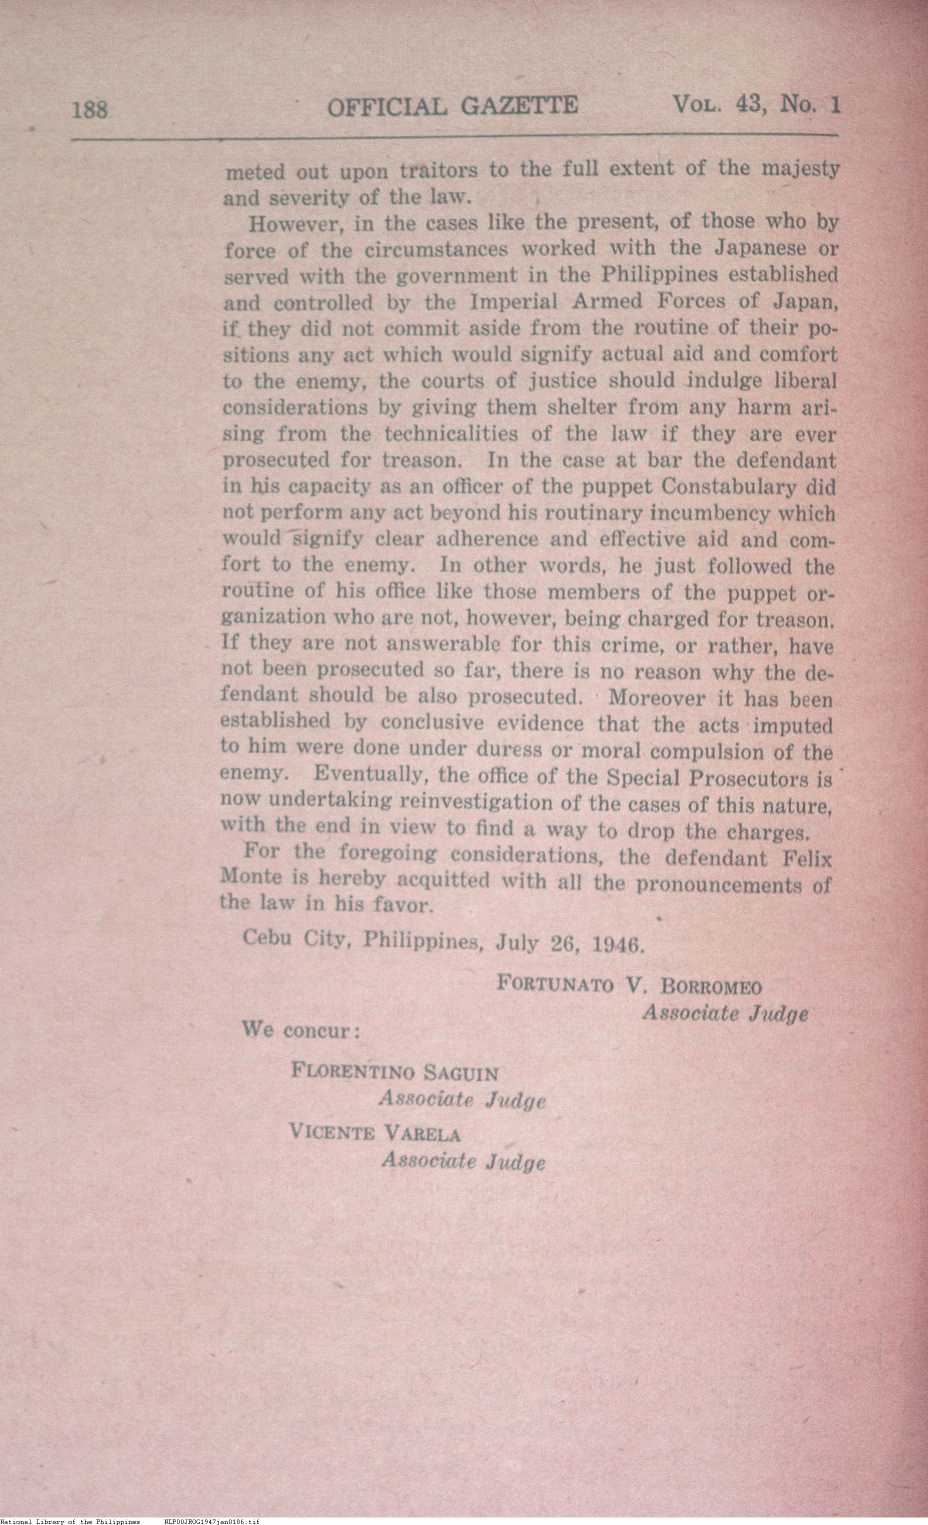 188 OFFICIAL GAZETTE VOL. 43, No. 1
meted out upon traitors to the full extent of the majesty
and severity of the law.
However, in the cases like the present, of those who by
force of the circumstances worked with the Japanese or
served with the government in the Philippines established
and controlled by the Imperial Armed Forces of Japan,
if they did not commit aside from the routine of their po-
sitions any act which would signify actual aid and comfort
to the enemy, the courts of justice should indulge liberal
considerations by giving them shelter from any harm ari-
sing from the technicalities of the law if they are ever
prosecuted for treason. In the case at bar the defendant
in his capacity as an officer of the puppet Constabulary did
not perform any act beyond his routinary incumbency which
would signify clear adherence and effective aid and com-
fort to the enemy. In other words, he just followed the
routine of his office like those members of the puppet or-
ganization who are not, however, being charged for treason.
If they are not answerable for this crime, or rather, have
not been prosecuted so far, there is no reason why the de-
fendant should be also prosecuted. Moreover it has been
established by conclusive evidence that the acts imputed
to him were done under duress or moral compulsion of the
enemy. Eventually, the office of the Special Prosecutors is
now undertaking reinvestigation of the cases of this nature,
with the end in view to find a way to drop the charges.
For the foregoing considerations, the defendant Felix
Monte is hereby acquitted with all the pronouncements of
the law in his favor.
Cebu City, Philippines, July 26, 1946.
FORTUNATO V. BORROMEO
Associate Judge
We concur:
FLORENTINO SAGUIN
Associate Judge
VICENTE VARELA
Associate Judge
National Library of the Philippines NLP00JROG1947jan0186.tif